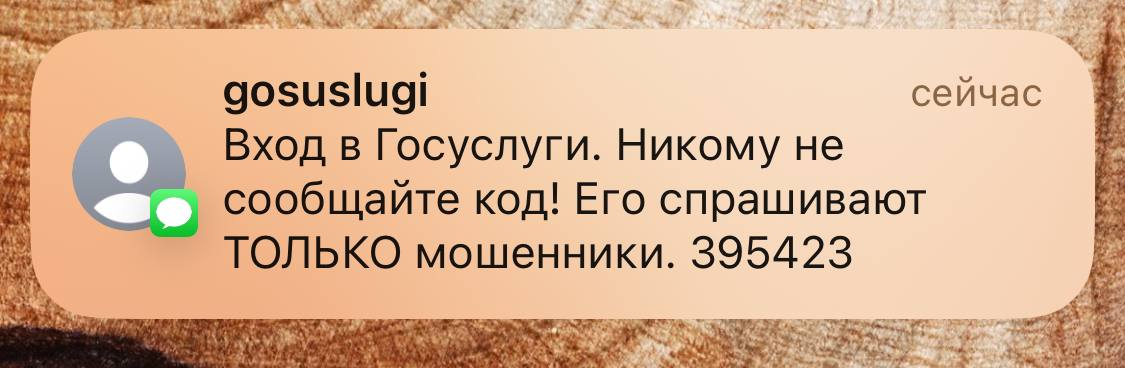 gosuslugi
сейчас
Вход в Госуслуги. Никому не
сообщайте код! Его спрашивают
ТОЛЬКО мошенники. 395423